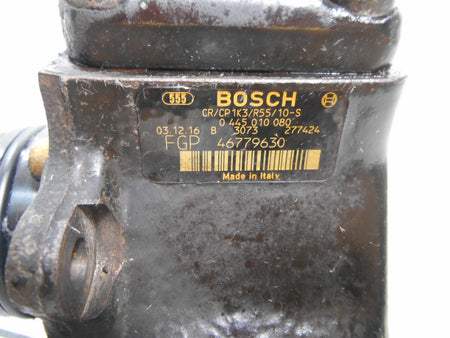 555 BOSCH
CR/CP1K3/R55/10-S
0 445 010 080
03.12.16 B 3073 277424
FGP 46779630
Made in Italy